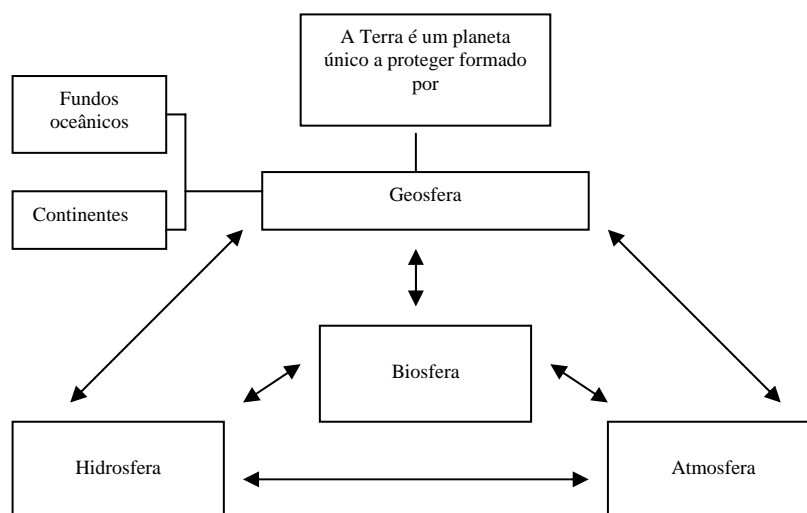 A Terra é um planeta
único a proteger formado
por
Fundos
oceânicos
Geosfera
Continentes
Biosfera
Hidrosfera
Atmosfera